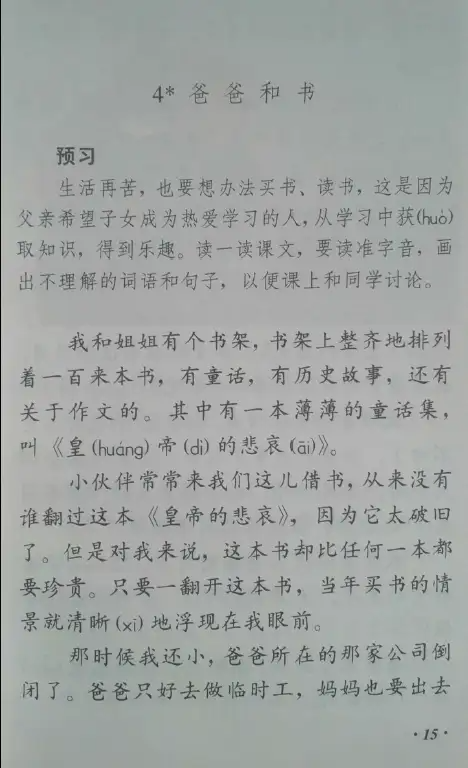 4* 爸爸和书
预习
生活再苦，也要想办法买书、读书，这是因为
父亲希望子女成为热爱学习的人，从学习中获(huò)
取知识，得到乐趣。读一读课文，要读准字音，画
出不理解的词语和句子，以便课上和同学讨论。
我和姐姐有个书架，书架上整齐地排列
着一百来本书，有童话，有历史故事，还有
关于作文的。其中有一本薄薄的童话集，
叫《皇(huáng)帝(dì)的悲哀(āi)》。
小伙伴常常来我们这儿借书，从来没有
谁翻过这本《皇帝的悲哀》，因为它太破旧
了。但是对我来说，这本书却比任何一本都
要珍贵。只要一翻开这本书，当年买书的情
景就清晰(xī)地浮现在我眼前。
那时候我还小，爸爸所在的那家公司倒
闭了。爸爸只好去做临时工，妈妈也要出去
·15·